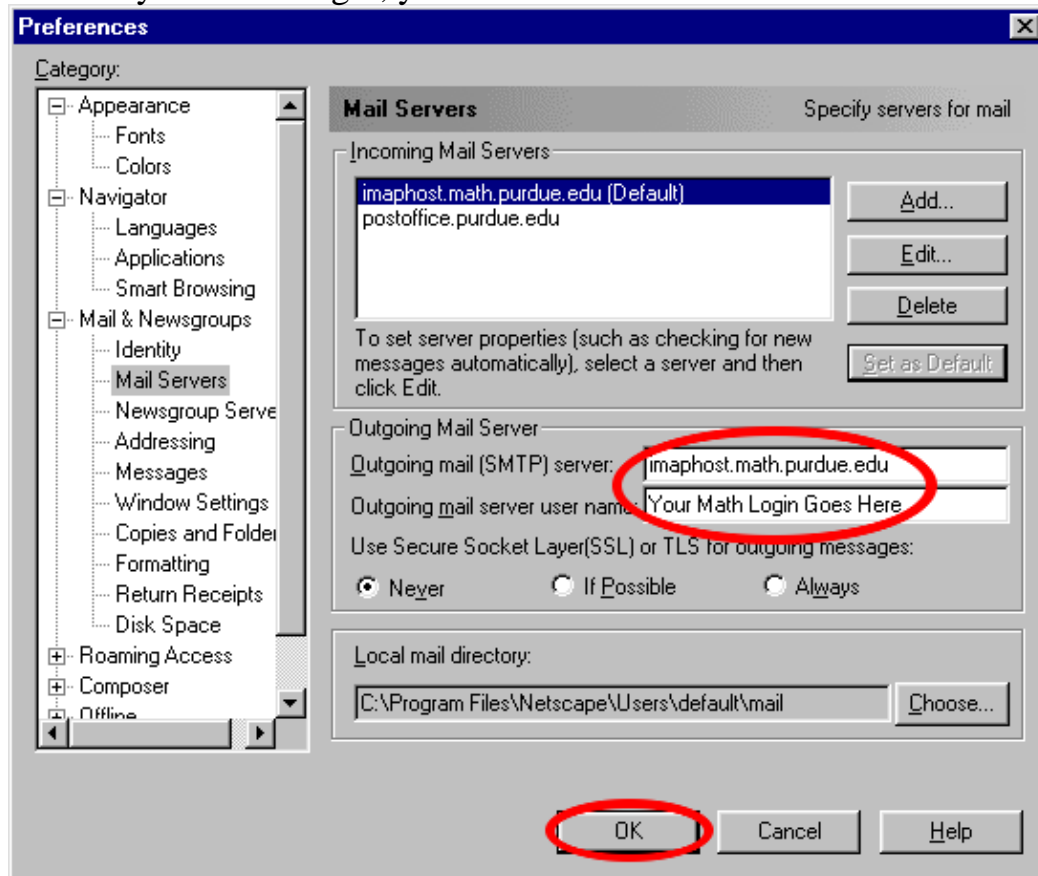 Preferences
Category:
Appearance
Fonts
Colors
Navigator
Languages
Applications
Smart Browsing
Mail & Newsgroups
Identity
Mail Servers
Newsgroup Serve
Addressing
Messages
Window Settings
Copies and Folder
Formatting
Return Receipts
Disk Space
Roaming Access
Composer
Offline
Mail Servers Specify servers for mail
Incoming Mail Servers
imaphost.math.purdue.edu (Default)
postoffice.purdue.edu
Add...
Edit...
Delete
To set server properties (such as checking for new
messages automatically), select a server and then
click Edit.
Set as Default
Outgoing Mail Server
Outgoing mail (SMTP) server: imaphost.math.purdue.edu
Outgoing mail server user name: Your Math Login Goes Here
Use Secure Socket Layer(SSL) or TLS for outgoing messages:
Never If Possible Always
Local mail directory:
C:\Program Files\Netscape\Users\default\mail Choose...
OK Cancel Help